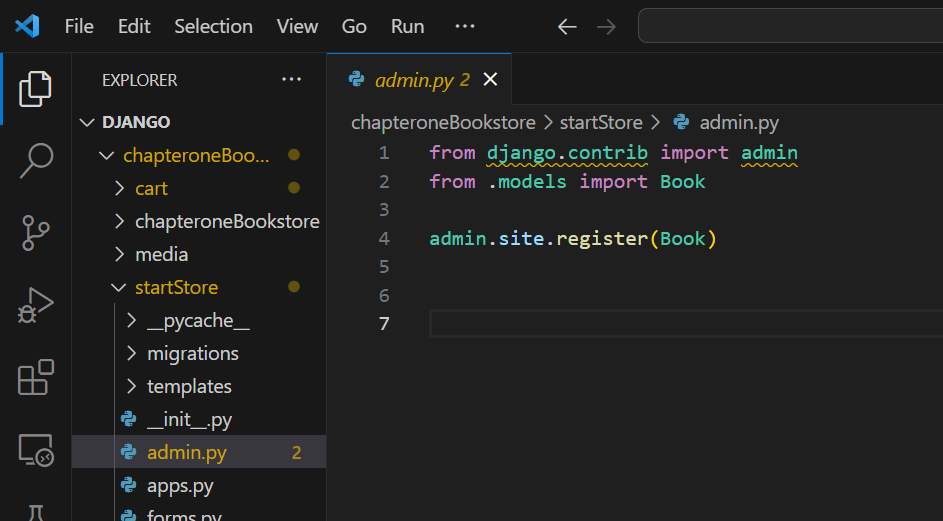 File Edit Selection View Go Run ···
EXPLORER ···
admin.py 2 ×
DJANGO
chapteroneBoo...
cart
chapteroneBookstore
media
startStore
__pycache__
migrations
templates
__init__.py
admin.py 2
apps.py
forms.py
chapteroneBookstore > startStore > admin.py
1 from django.contrib import admin
2 from .models import Book
3
4 admin.site.register(Book)
5
6
7